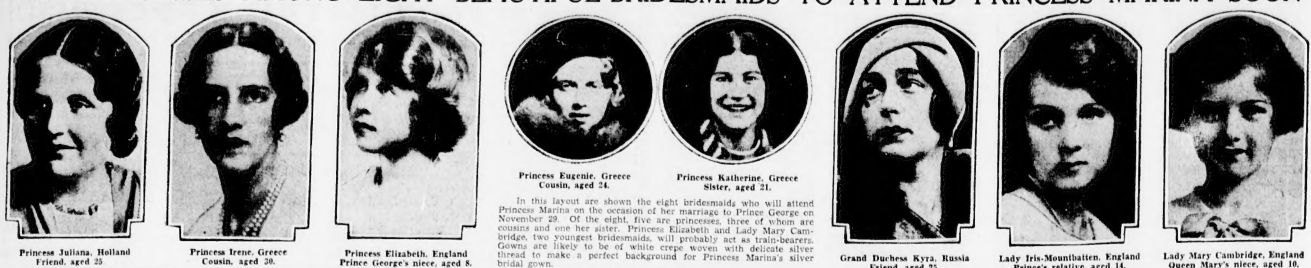 EIGHT BEAUTIFUL BRIDESMAIDS TO ATTEND PRINCESS MARINA SOON
Princess Juliana, Holland
Friend, aged 25
Princess Irene, Greece
Cousin, aged 30.
Princess Elizabeth, England
Prince George's niece, aged 8.
Princess Eugenie, Greece
Cousin, aged 24.
Princess Katherine, Greece
Sister, aged 21.
In this layout are shown the eight bridesmaids who will attend
Princess Marina on the occasion of her marriage to Prince George on
November 29. Of the eight, five are princesses, three of whom are
cousins and one her sister. Princess Elizabeth and Lady Mary Cam-
bridge, two youngest bridesmaids, will probably act as train-bearers.
Gowns are likely to be of white crepe woven with delicate silver
thread to make a perfect background for Princess Marina's silver
bridal gown.
Grand Duchess Kyra, Russia
Friend, aged 25
Lady Iris-Mountbatten, England
Prince's relative, aged 14.
Lady Mary Cambridge, England
Queen Mary's niece, aged 10.